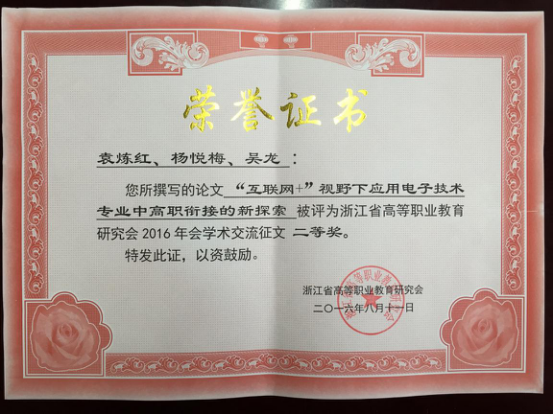 荣誉证书
袁炼红、杨悦梅、吴龙：
您所撰写的论文 “互联网+”视野下应用电子技术
专业中高职衔接的新探索 被评为浙江省高等职业教育
研究会2016年会学术交流征文 二等奖。
特发此证，以资鼓励。
浙江省高等职业教育研究会
二〇一六年八月十一日